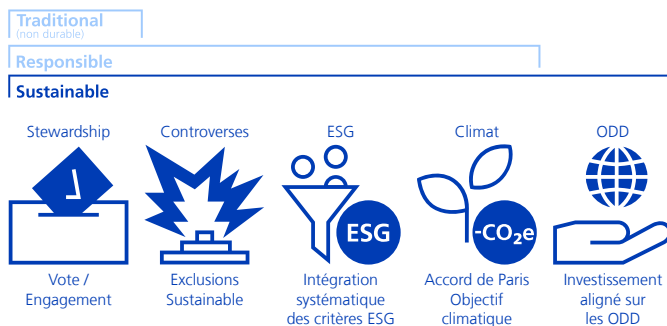 Traditional
(non durable)
Responsible
Sustainable
Stewardship
Controverses
ESG
Climat
ODD
ESG
-CO₂e
Vote /
Engagement
Exclusions
Sustainable
Intégration
systématique
des critères ESG
Accord de Paris
Objectif
climatique
Investissement
aligné sur
les ODD